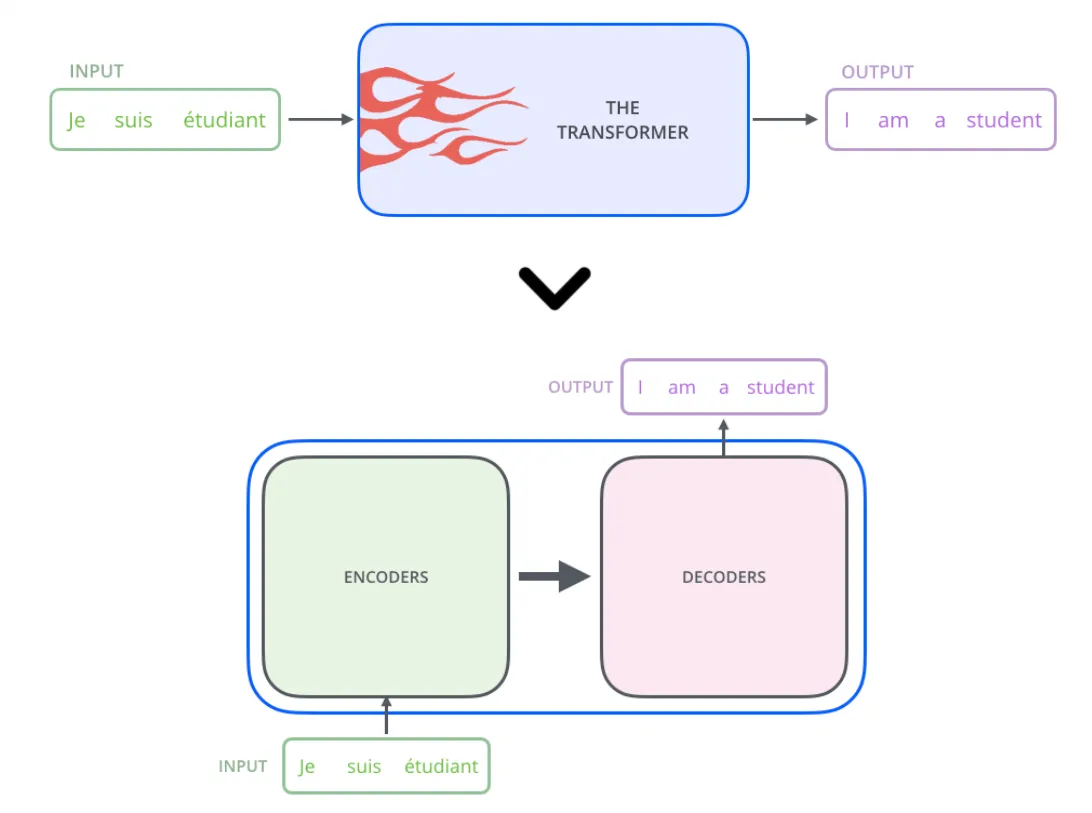 INPUT
Je suis étudiant
THE
TRANSFORMER
OUTPUT
I am a student
OUTPUT
I am a student
ENCODERS
DECODERS
INPUT
Je suis étudiant